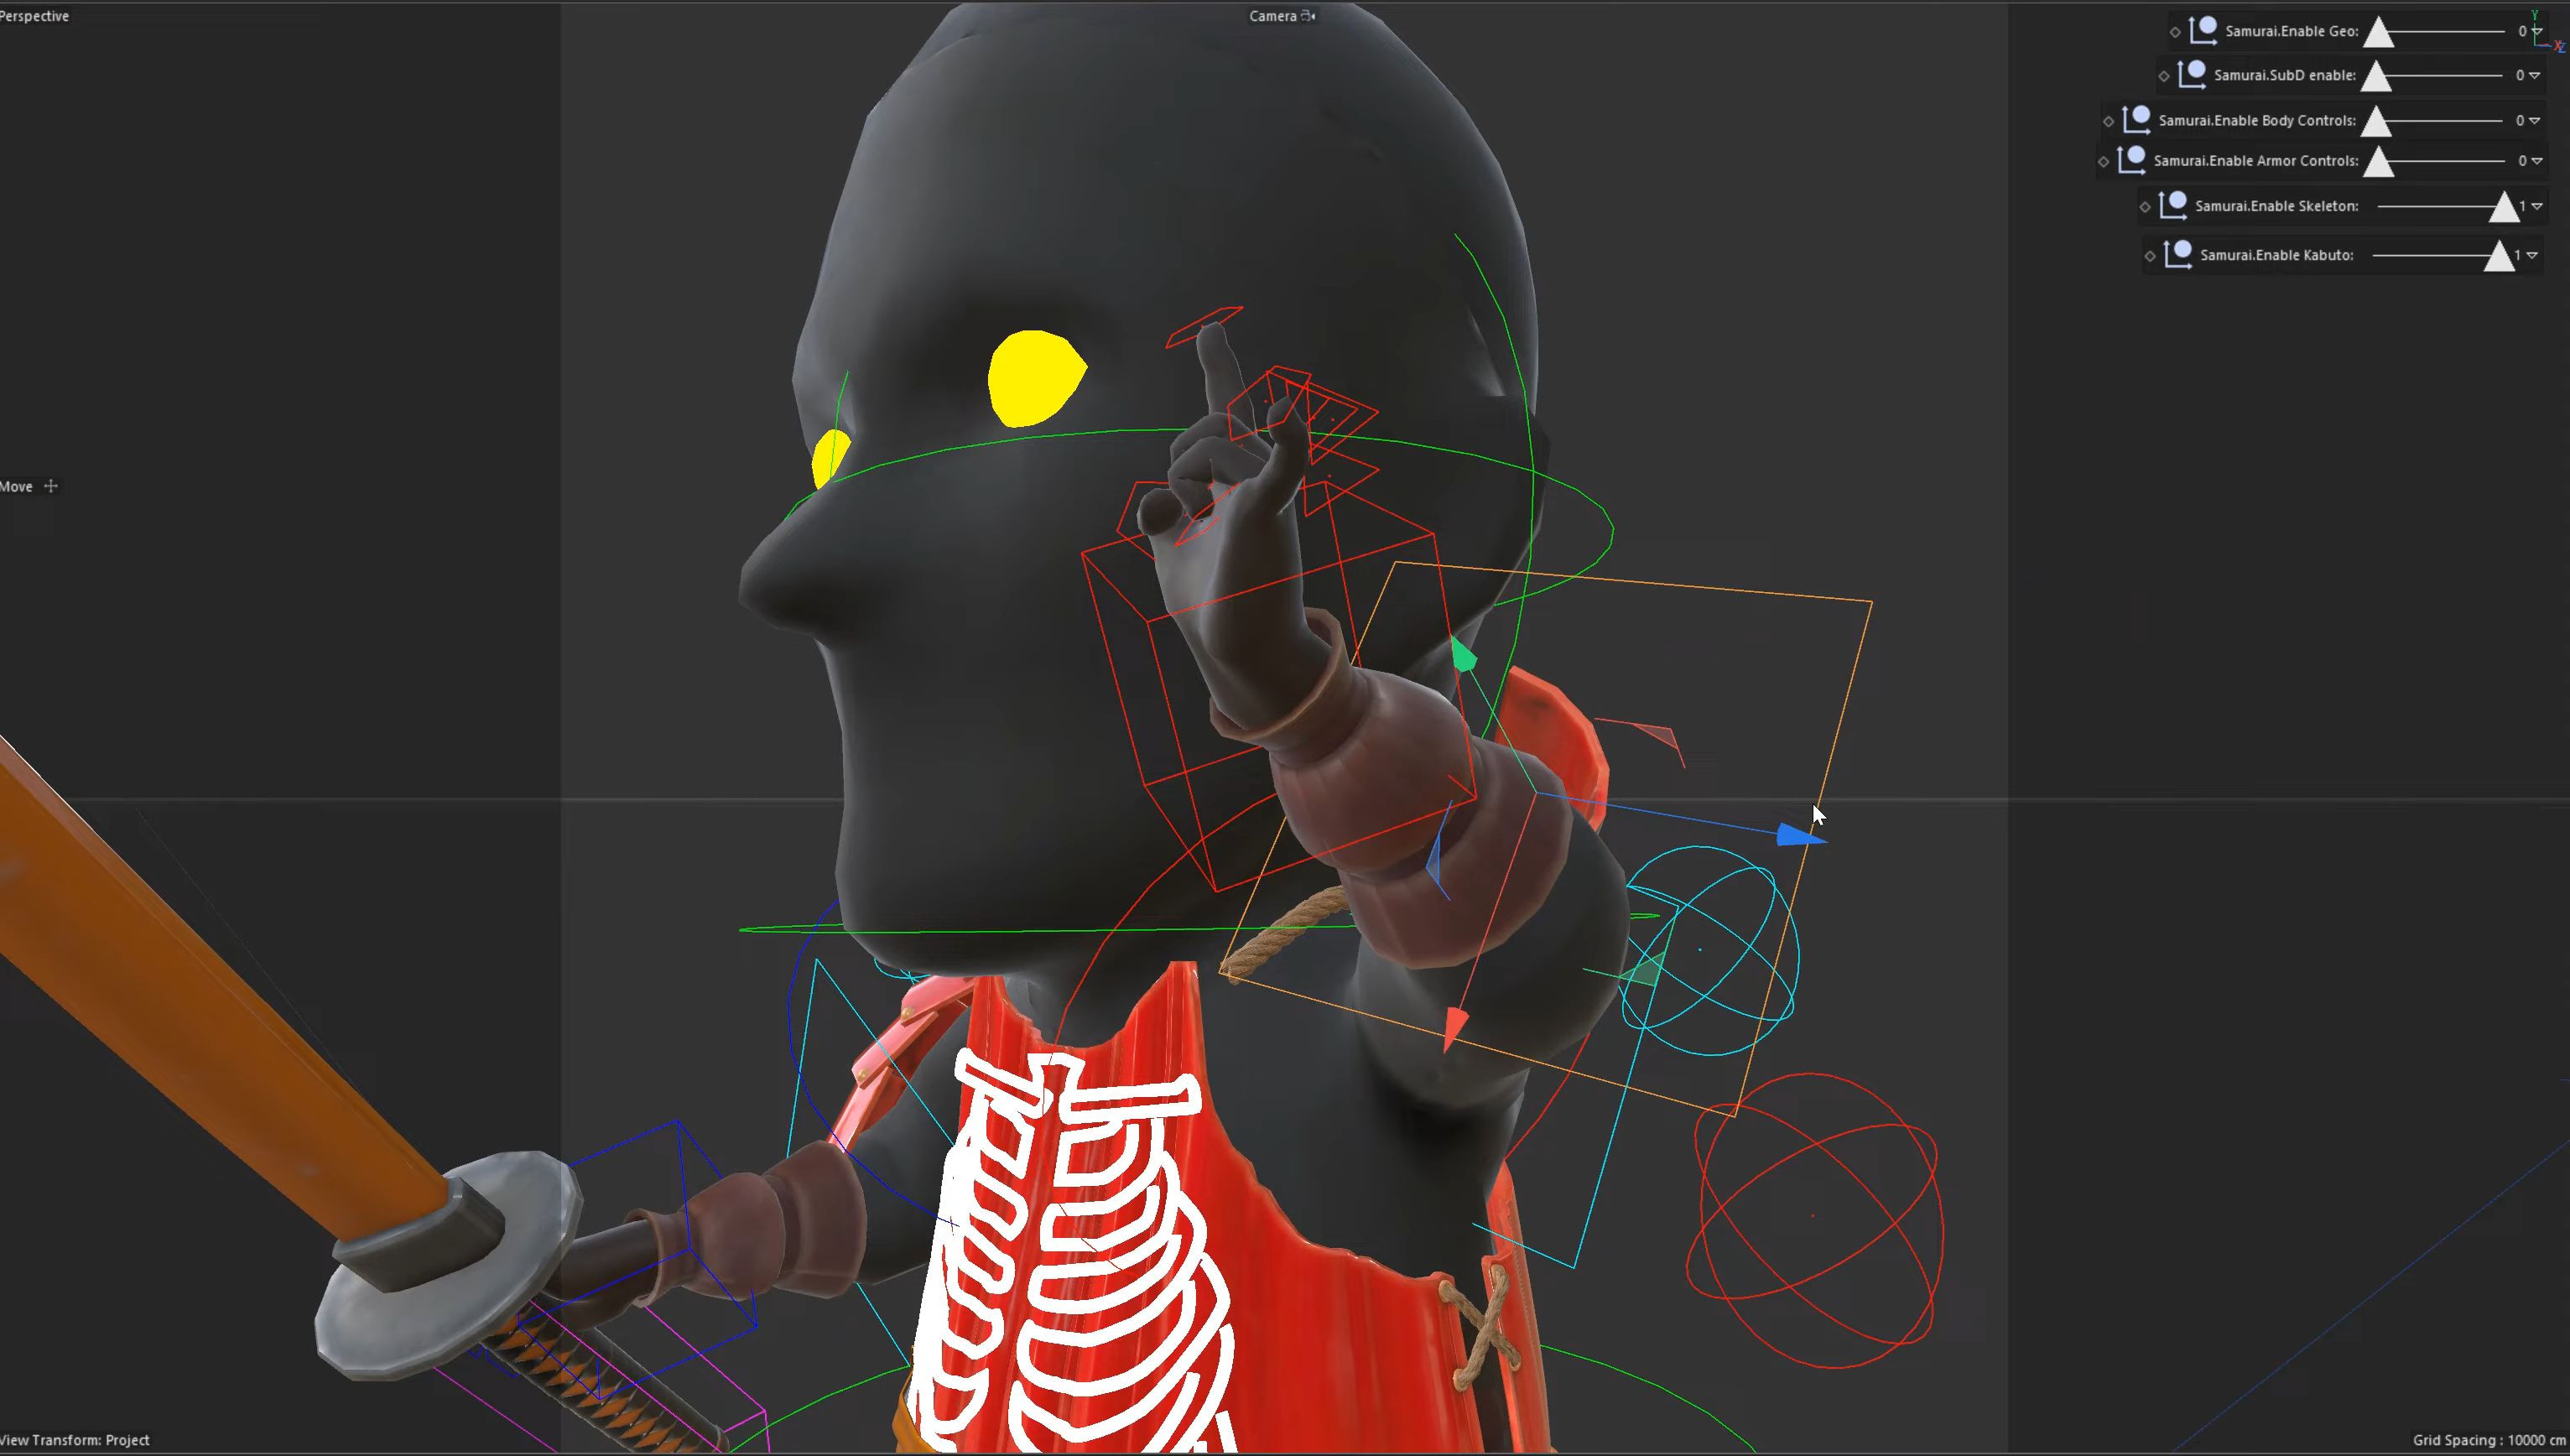 Perspective
Camera
Samurai.Enable Geo: 0
Samurai.SubD enable: 0
Samurai.Enable Body Controls: 0
Samurai.Enable Armor Controls: 0
Samurai.Enable Skeleton: 1
Samurai.Enable Kabuto: 1
Y
X
Z
Move
View Transform: Project
Grid Spacing : 10000 cm